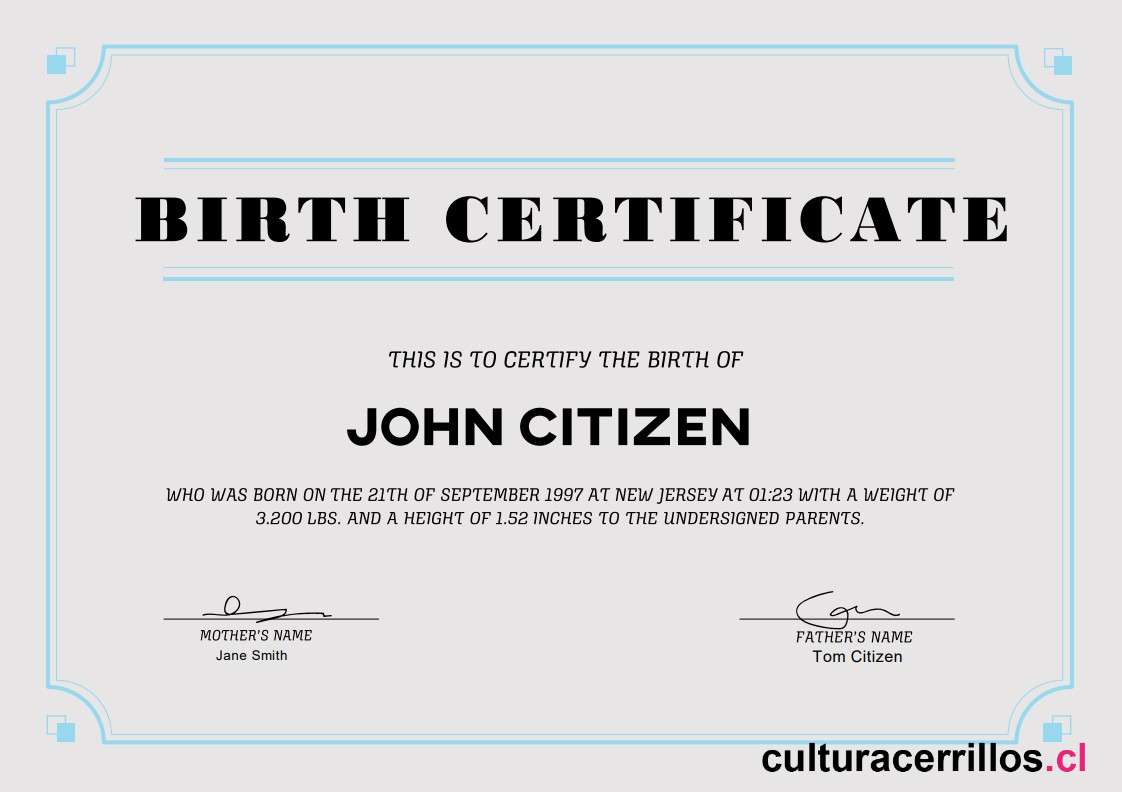 BIRTH CERTIFICATE
THIS IS TO CERTIFY THE BIRTH OF
JOHN CITIZEN
WHO WAS BORN ON THE 21TH OF SEPTEMBER 1997 AT NEW JERSEY AT 01:23 WITH A WEIGHT OF
3.200 LBS. AND A HEIGHT OF 1.52 INCHES TO THE UNDERSIGNED PARENTS.
MOTHER'S NAME
Jane Smith
FATHER'S NAME
Tom Citizen
culturacerrillos.cl